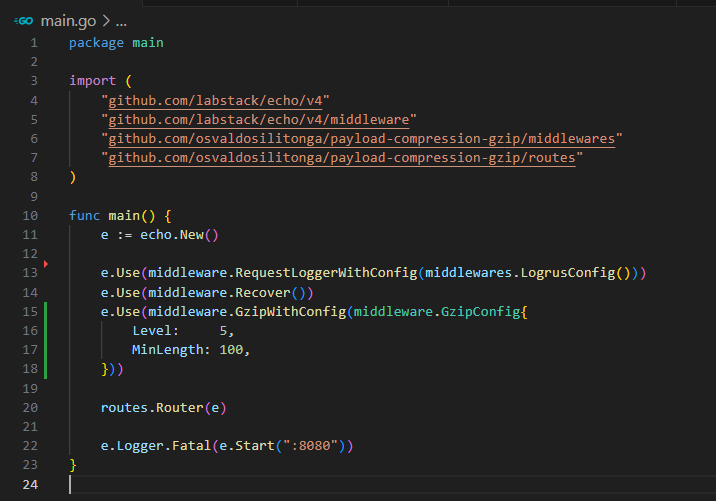 GO main.go > ...
1 package main
2
3 import (
4     "github.com/labstack/echo/v4"
5     "github.com/labstack/echo/v4/middleware"
6     "github.com/osvaldosilitonga/payload-compression-gzip/middlewares"
7     "github.com/osvaldosilitonga/payload-compression-gzip/routes"
8 )
9
10 func main() {
11     e := echo.New()
12
13     e.Use(middleware.RequestLoggerWithConfig(middlewares.LogrusConfig()))
14     e.Use(middleware.Recover())
15     e.Use(middleware.GzipWithConfig(middleware.GzipConfig{
16         Level:     5,
17         MinLength: 100,
18     }))
19
20     routes.Router(e)
21
22     e.Logger.Fatal(e.Start(":8080"))
23 }
24